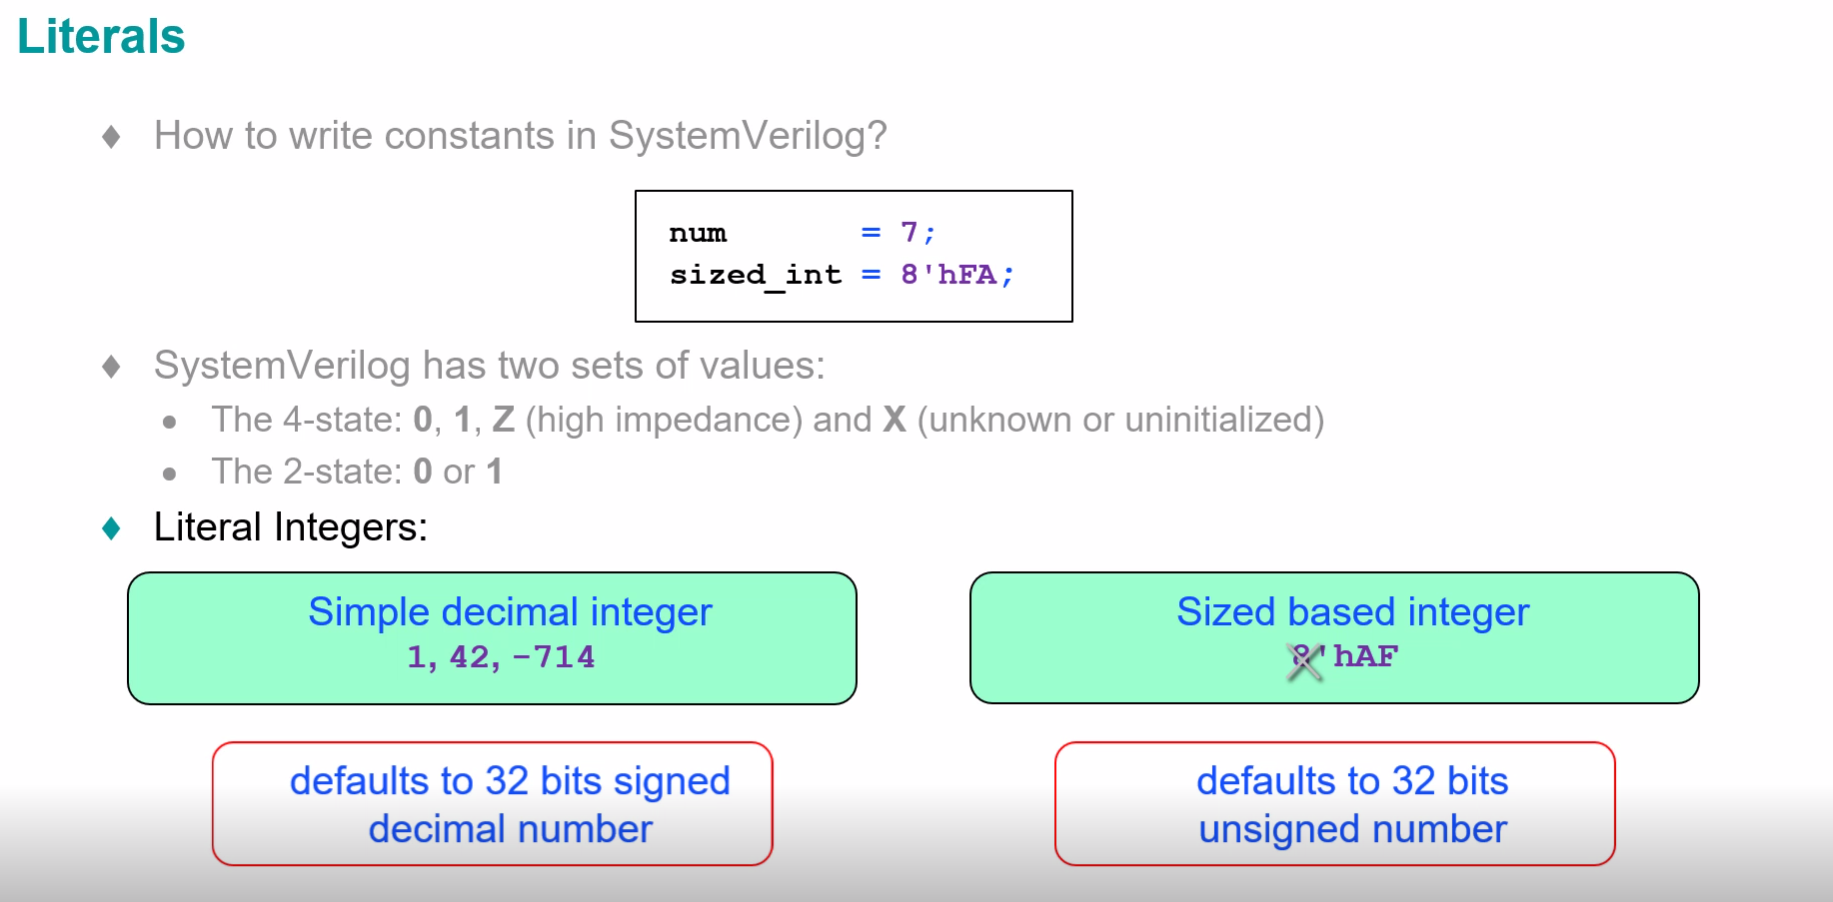 Literals
How to write constants in SystemVerilog?
num = 7;
sized_int = 8'hFA;
SystemVerilog has two sets of values:
The 4-state: 0, 1, Z (high impedance) and X (unknown or uninitialized)
The 2-state: 0 or 1
Literal Integers:
Simple decimal integer
1, 42, -714
Sized based integer
8'hAF
defaults to 32 bits signed
decimal number
defaults to 32 bits
unsigned number